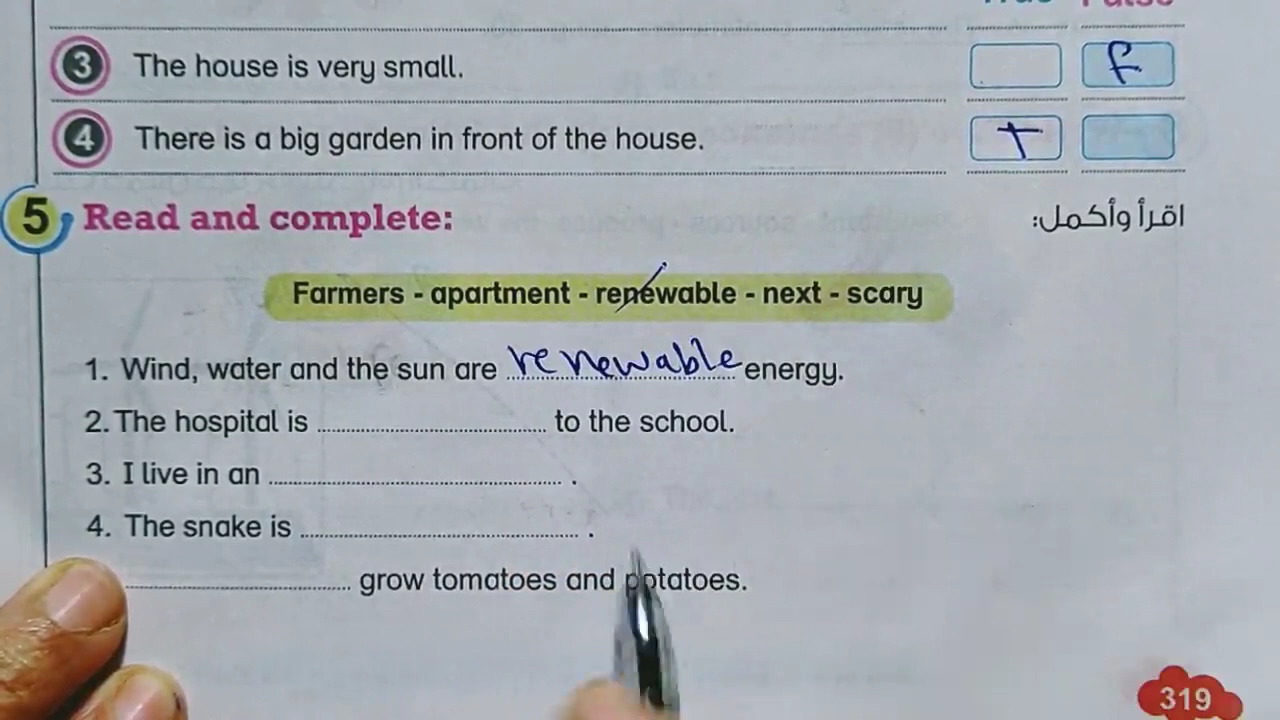 3 The house is very small. F
4 There is a big garden in front of the house. T
5 Read and complete: اقرأ وأكمل:
Farmers - apartment - renewable - next - scary
1. Wind, water and the sun are renewable energy.
2. The hospital is ............ to the school.
3. I live in an ............ .
4. The snake is ............ .
............ grow tomatoes and potatoes.
319